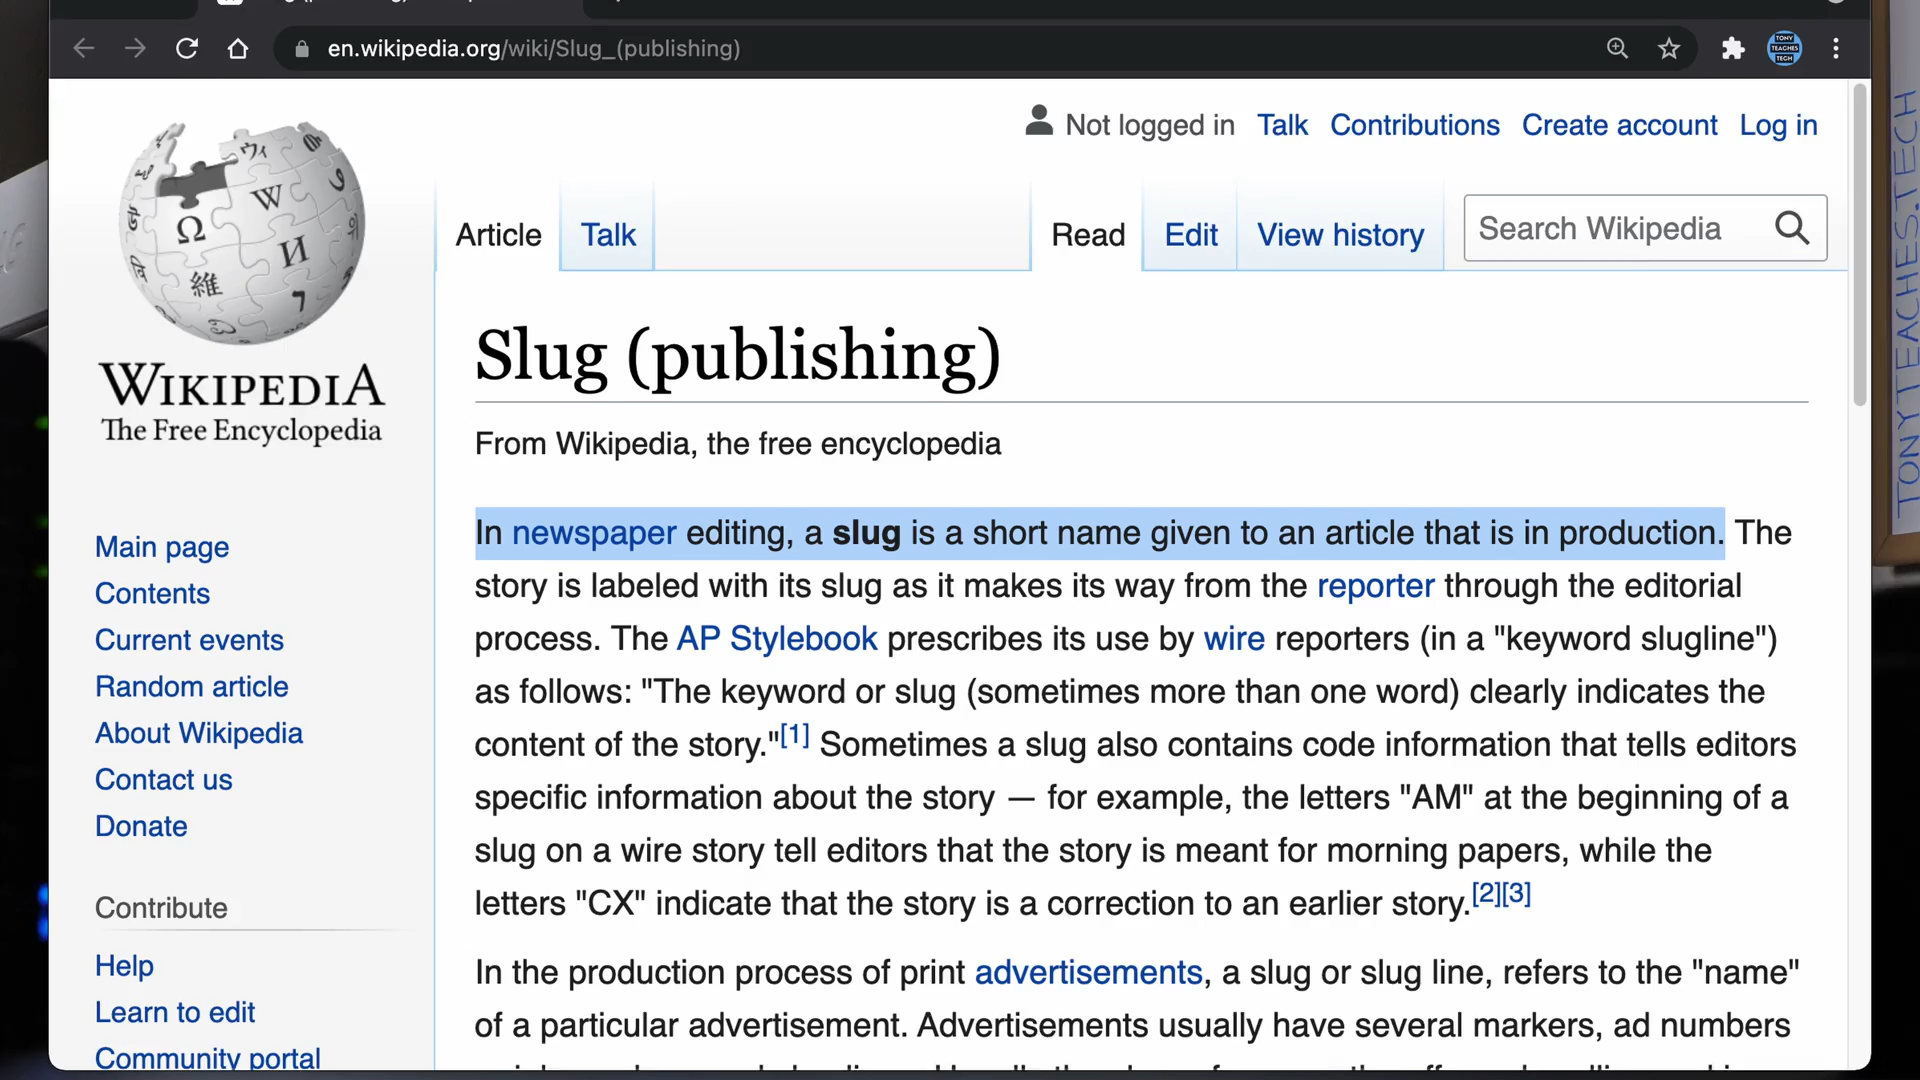 en.wikipedia.org/wiki/Slug_(publishing)
TONY
TEACHES
TECH
Not logged in Talk Contributions Create account Log in
Article Talk Read Edit View history Search Wikipedia
WIKIPEDIA
The Free Encyclopedia
Slug (publishing)
From Wikipedia, the free encyclopedia
In newspaper editing, a slug is a short name given to an article that is in production. The
story is labeled with its slug as it makes its way from the reporter through the editorial
process. The AP Stylebook prescribes its use by wire reporters (in a "keyword slugline")
as follows: "The keyword or slug (sometimes more than one word) clearly indicates the
content of the story."[1] Sometimes a slug also contains code information that tells editors
specific information about the story — for example, the letters "AM" at the beginning of a
slug on a wire story tell editors that the story is meant for morning papers, while the
letters "CX" indicate that the story is a correction to an earlier story.[2][3]
In the production process of print advertisements, a slug or slug line, refers to the "name"
of a particular advertisement. Advertisements usually have several markers, ad numbers
Main page
Contents
Current events
Random article
About Wikipedia
Contact us
Donate
Contribute
Help
Learn to edit
Community portal
TONYTEACHES.TECH